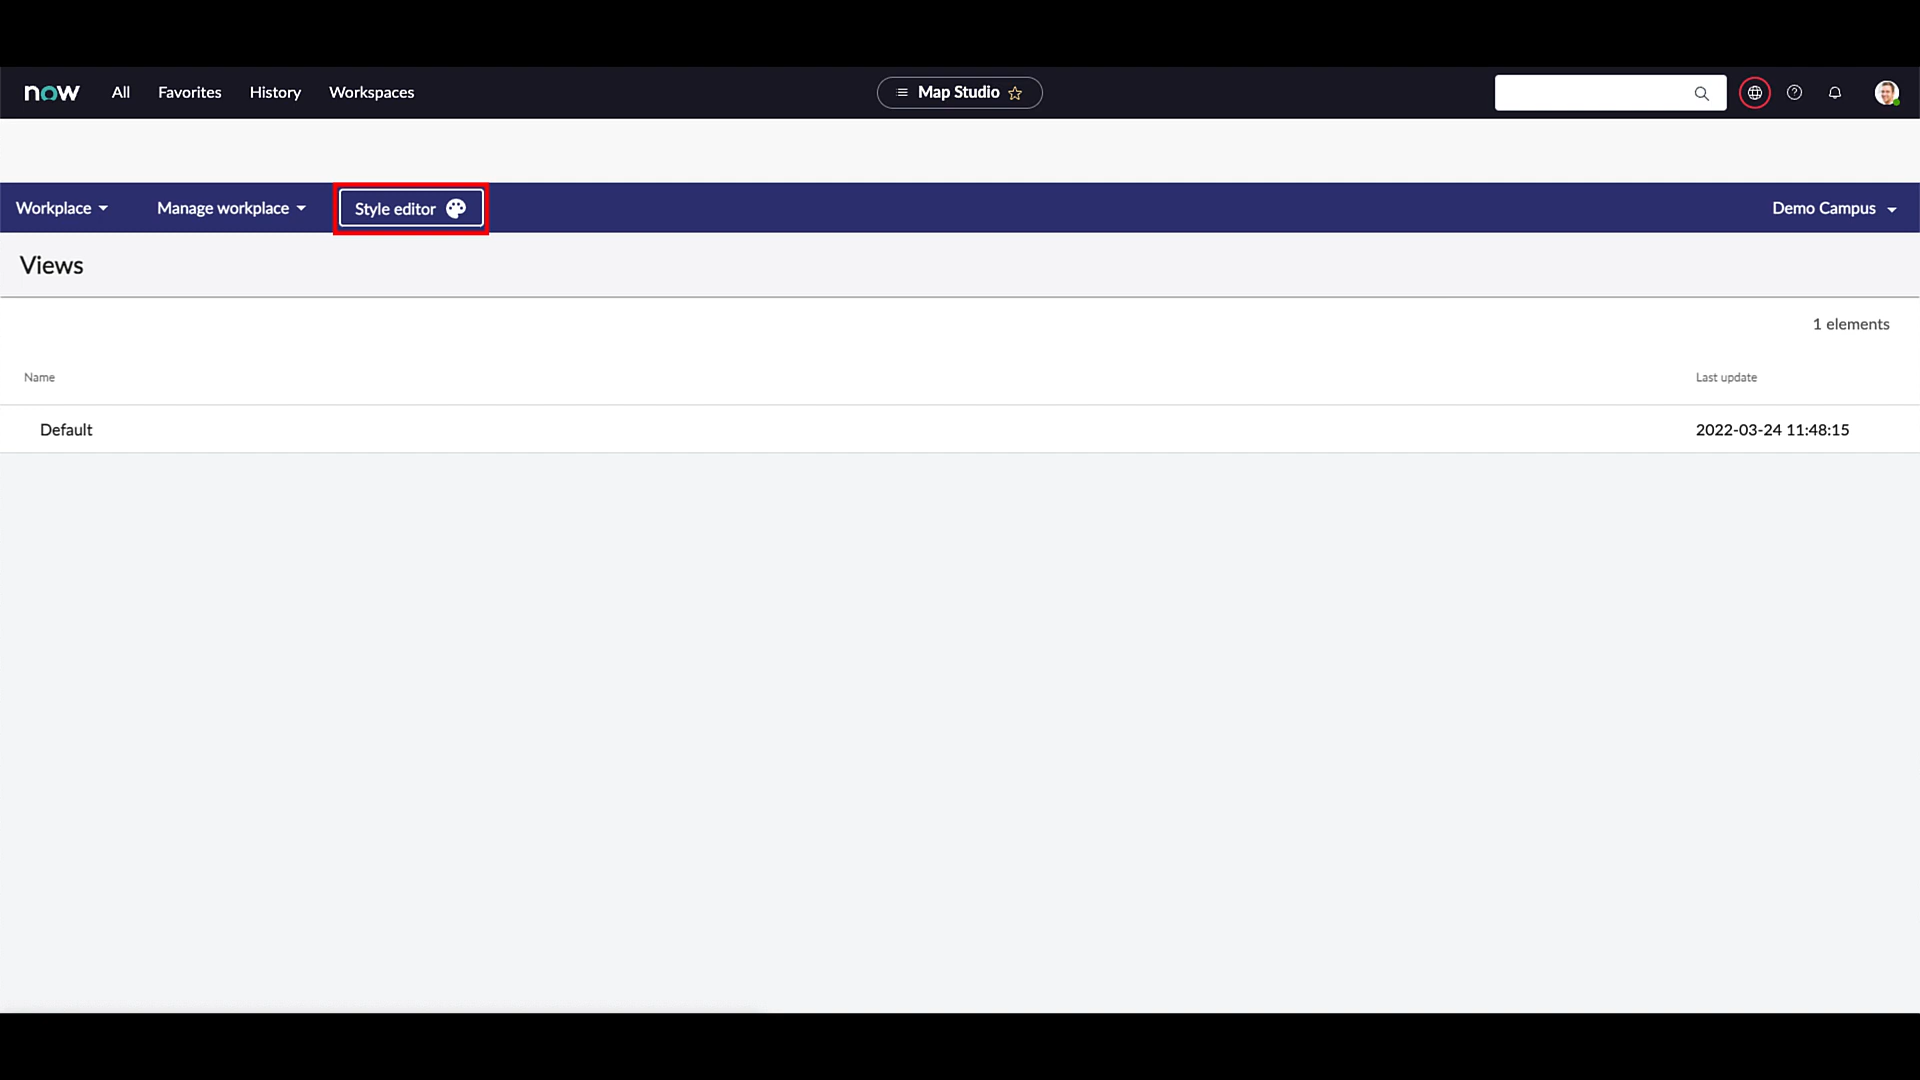 now All Favorites History Workspaces Map Studio
Workplace Manage workplace Style editor Demo Campus
Views
1 elements
Name Last update
Default 2022-03-24 11:48:15